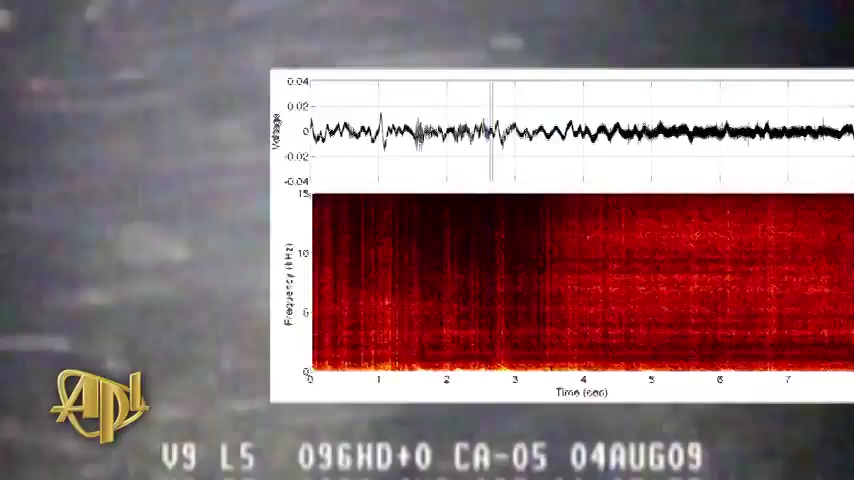 0.04
0.02
0
-0.02
-0.04
Voltage
15
10
5
0
Frequency (kHz)
0 1 2 3 4 5 6 7
Time (sec)
APL
V9 L5 096HD+0 CA-05 04AUG09